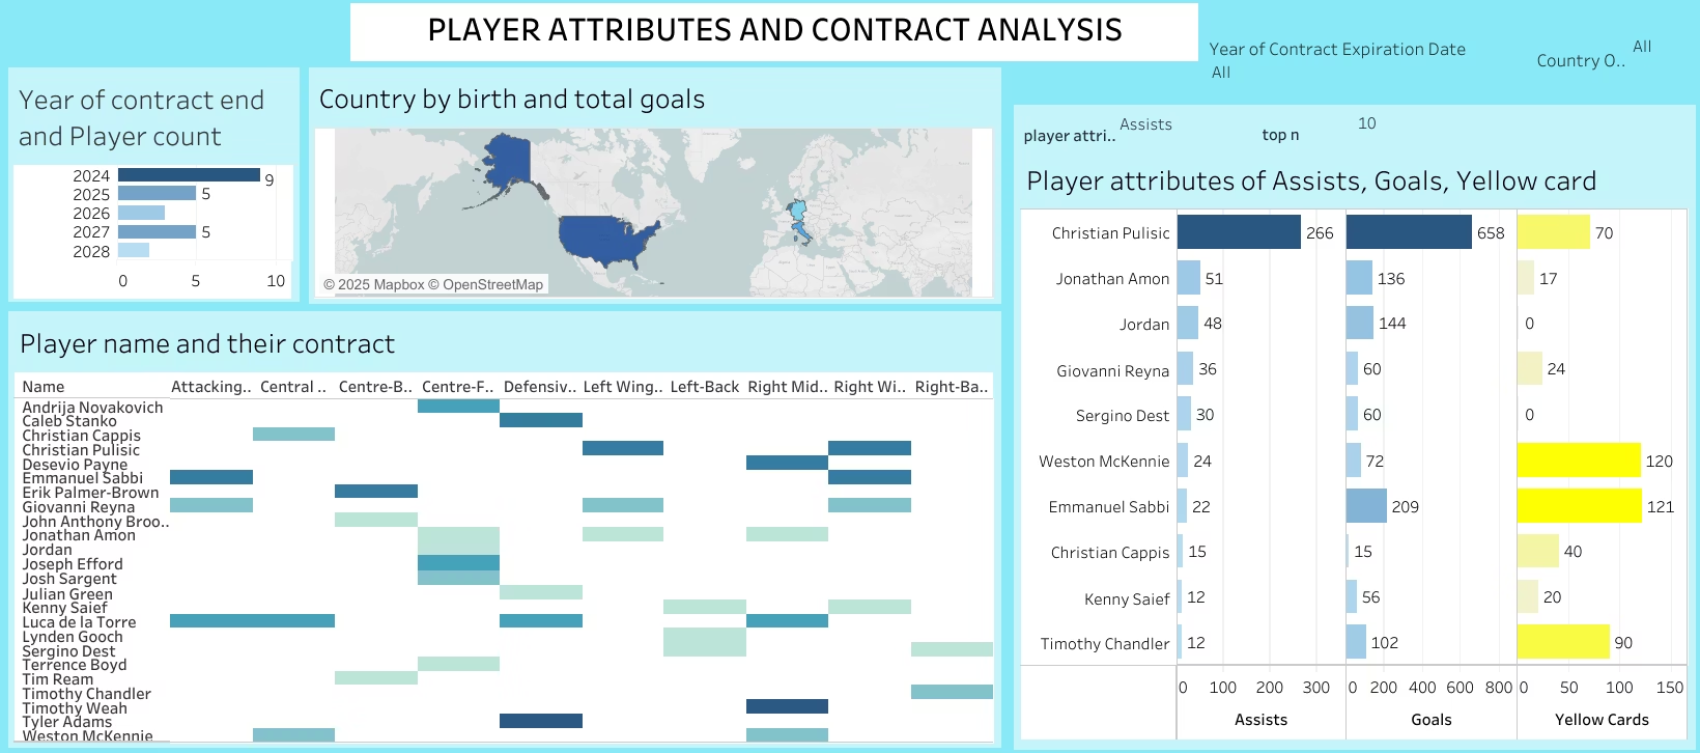 PLAYER ATTRIBUTES AND CONTRACT ANALYSIS
Year of Contract Expiration Date
All
Country O..
All
Year of contract end
and Player count
2024 9
2025 5
2026
2027 5
2028
0 5 10
Country by birth and total goals
© 2025 Mapbox © OpenStreetMap
player attri.. Assists
top n 10
Player attributes of Assists, Goals, Yellow card
Christian Pulisic 266 658 70
Jonathan Amon 51 136 17
Jordan 48 144 0
Giovanni Reyna 36 60 24
Sergino Dest 30 60 0
Weston McKennie 24 72 120
Emmanuel Sabbi 22 209 121
Christian Cappis 15 15 40
Kenny Saief 12 56 20
Timothy Chandler 12 102 90
0 100 200 300 0 200 400 600 800 0 50 100 150
Assists Goals Yellow Cards
Player name and their contract
Name Attacking.. Central .. Centre-B.. Centre-F.. Defensiv.. Left Wing.. Left-Back Right Mid.. Right Wi.. Right-Ba..
Andrija Novakovich
Caleb Stanko
Christian Cappis
Christian Pulisic
Desevio Payne
Emmanuel Sabbi
Erik Palmer-Brown
Giovanni Reyna
John Anthony Broo..
Jonathan Amon
Jordan
Joseph Efford
Josh Sargent
Julian Green
Kenny Saief
Luca de la Torre
Lynden Gooch
Sergino Dest
Terrence Boyd
Tim Ream
Timothy Chandler
Timothy Weah
Tyler Adams
Weston McKennie